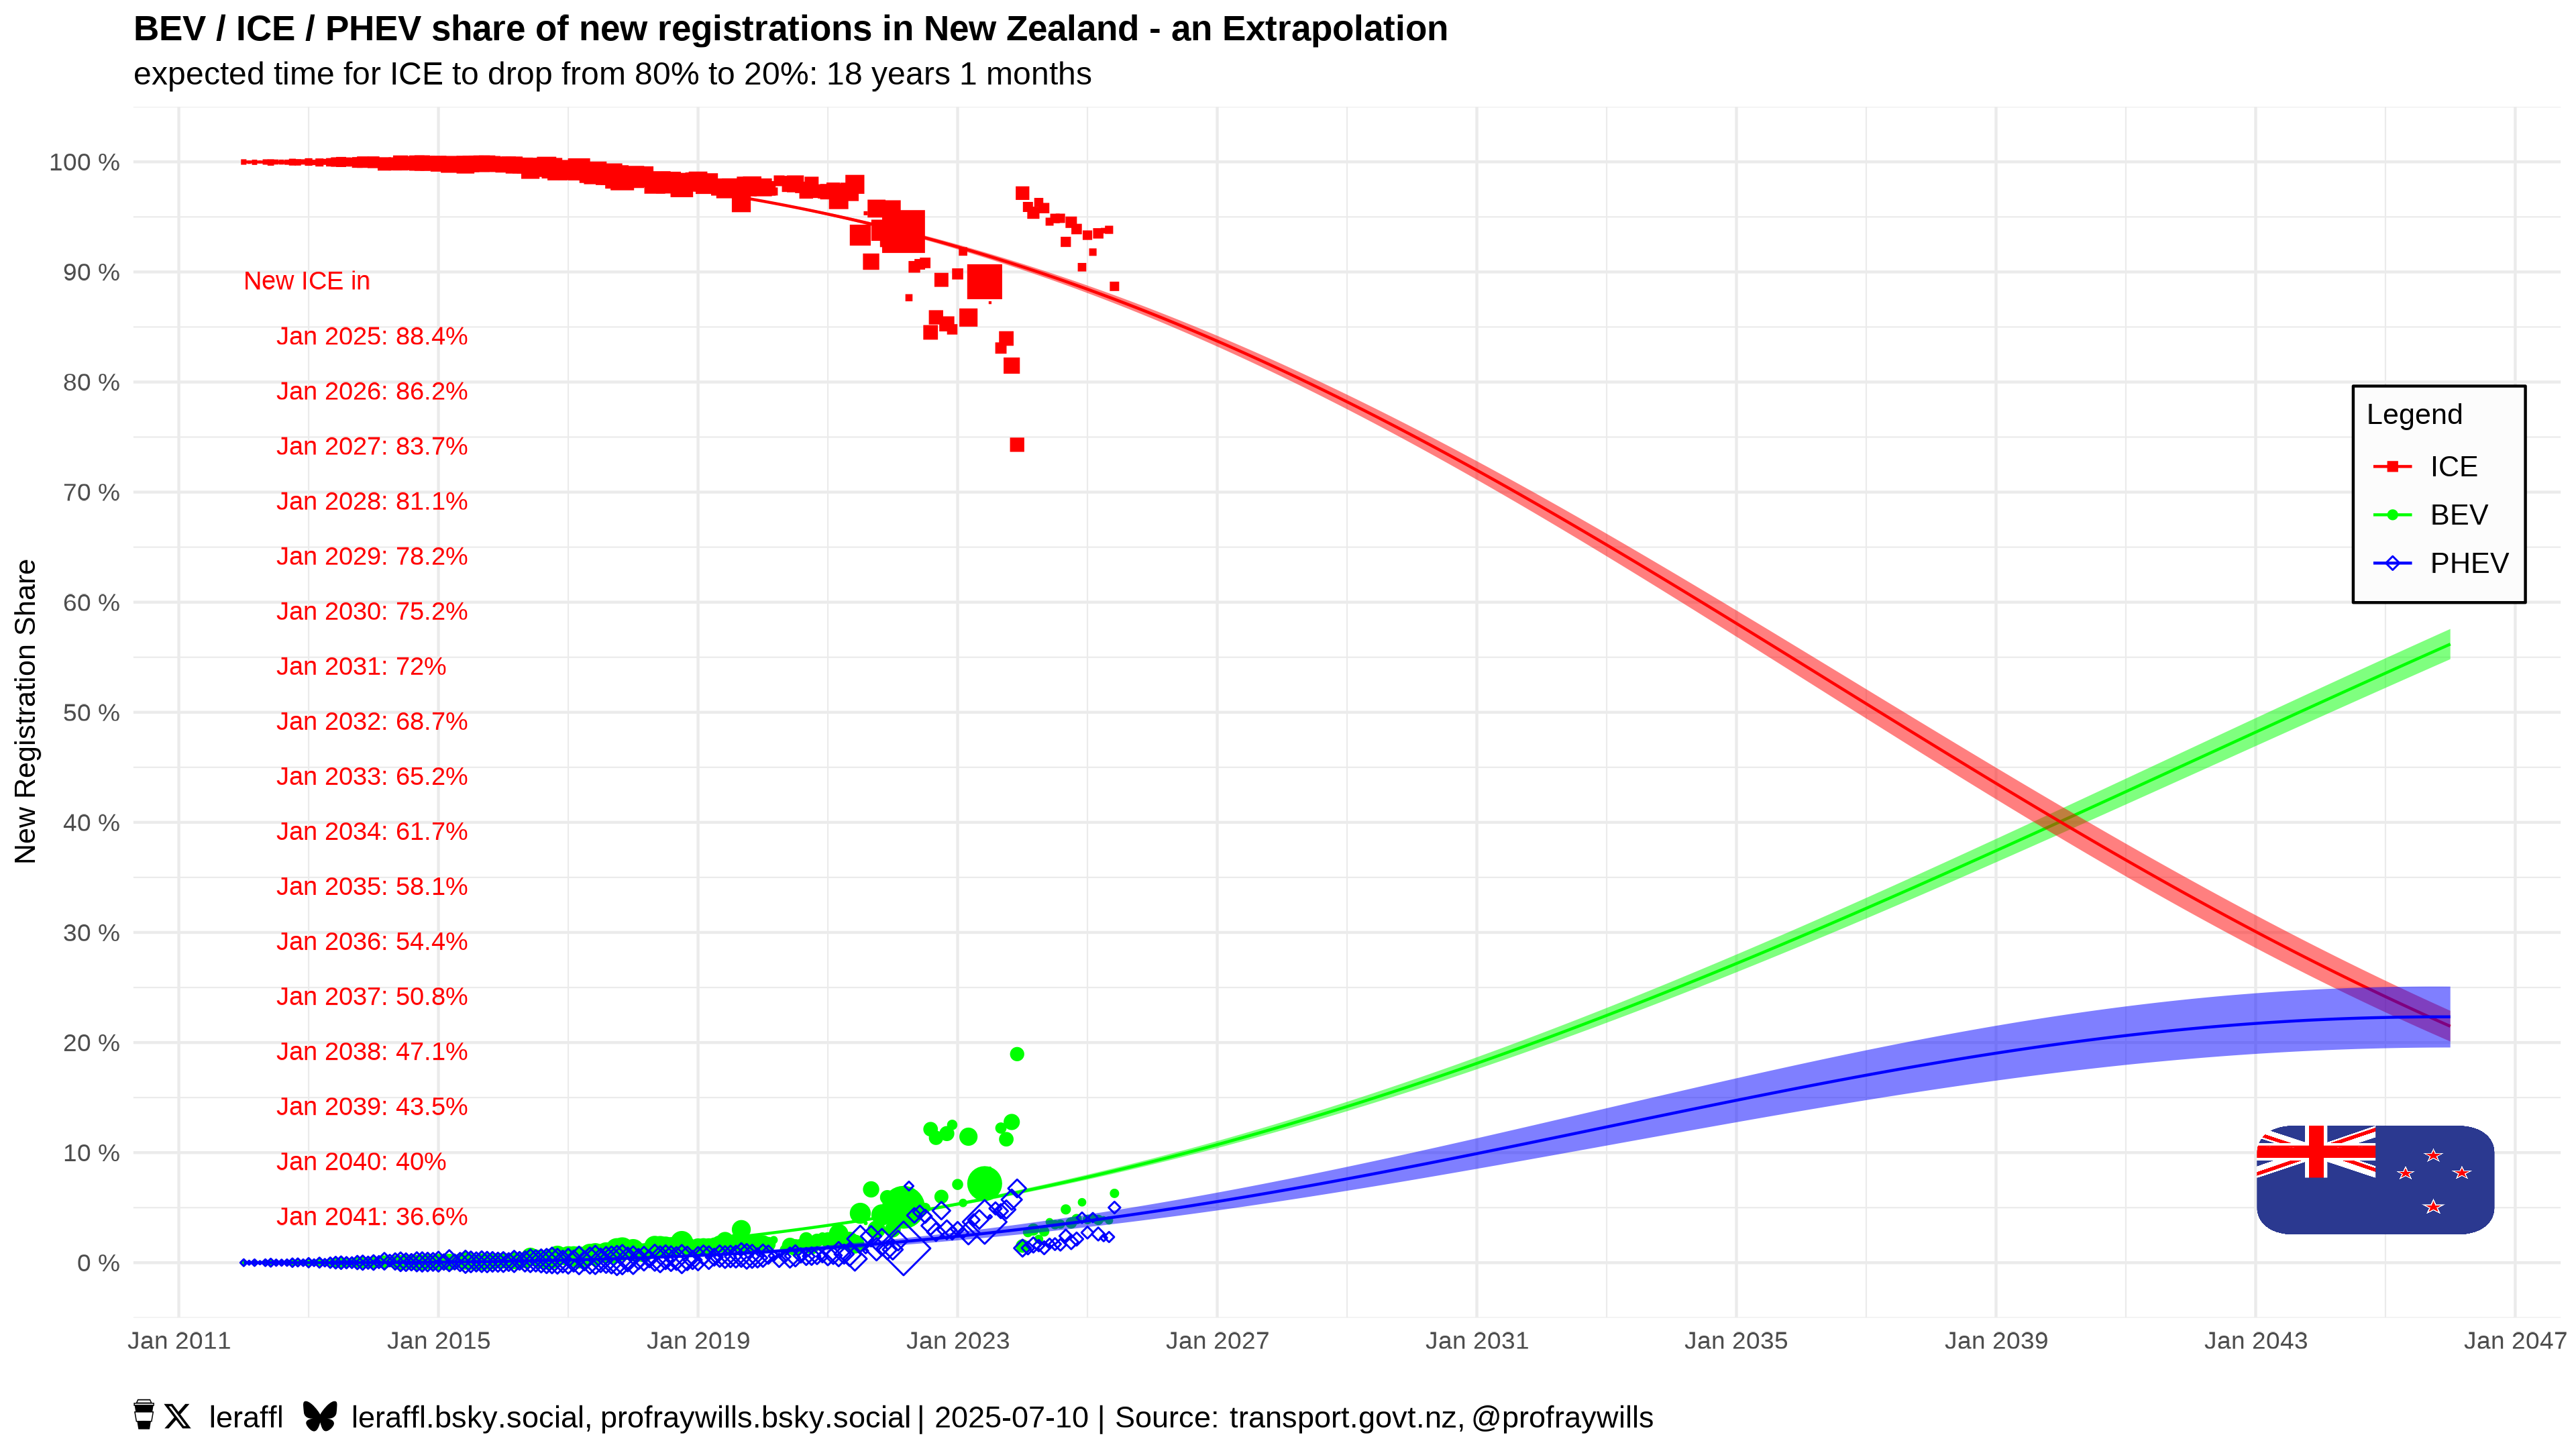 BEV / ICE / PHEV share of new registrations in New Zealand - an Extrapolation
expected time for ICE to drop from 80% to 20%: 18 years 1 months
New Registration Share
100 %
90 %
80 %
70 %
60 %
50 %
40 %
30 %
20 %
10 %
0 %
New ICE in
Jan 2025: 88.4%
Jan 2026: 86.2%
Jan 2027: 83.7%
Jan 2028: 81.1%
Jan 2029: 78.2%
Jan 2030: 75.2%
Jan 2031: 72%
Jan 2032: 68.7%
Jan 2033: 65.2%
Jan 2034: 61.7%
Jan 2035: 58.1%
Jan 2036: 54.4%
Jan 2037: 50.8%
Jan 2038: 47.1%
Jan 2039: 43.5%
Jan 2040: 40%
Jan 2041: 36.6%
Legend
ICE
BEV
PHEV
Jan 2011 Jan 2015 Jan 2019 Jan 2023 Jan 2027 Jan 2031 Jan 2035 Jan 2039 Jan 2043 Jan 2047
leraffl leraffl.bsky.social, profraywills.bsky.social | 2025-07-10 | Source: transport.govt.nz, @profraywills